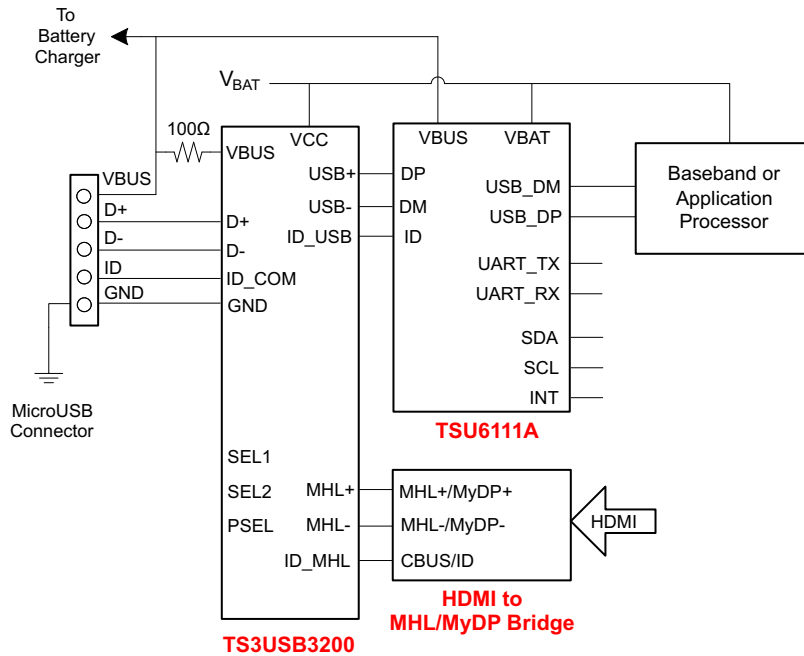 To
Battery
Charger
V_BAT
100Ω
VBUS
D+
D-
ID
GND
MicroUSB
Connector
VCC
VBUS
D+
D-
ID_COM
GND
SEL1
SEL2
PSEL
USB+
USB-
ID_USB
MHL+
MHL-
ID_MHL
TS3USB3200
VBUS
VBAT
DP
DM
ID
USB_DM
USB_DP
UART_TX
UART_RX
SDA
SCL
INT
TSU6111A
Baseband or
Application
Processor
MHL+/MyDP+
MHL-/MyDP-
CBUS/ID
HDMI
HDMI to
MHL/MyDP Bridge